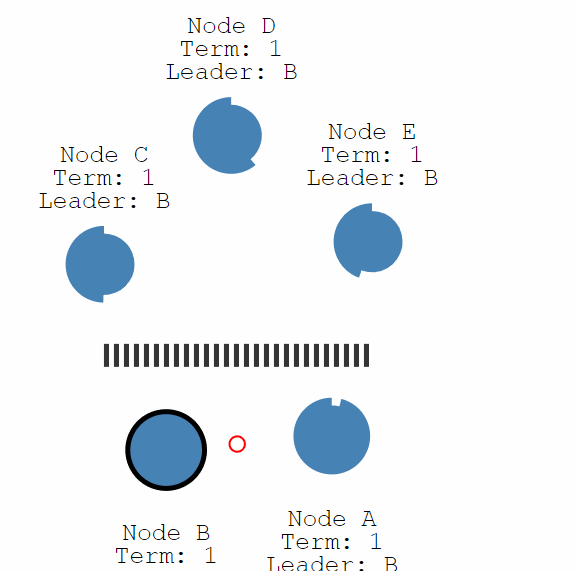 Node D
Term: 1
Leader: B
Node E
Term: 1
Leader: B
Node C
Term: 1
Leader: B
Node B
Term: 1
Node A
Term: 1
Leader: B